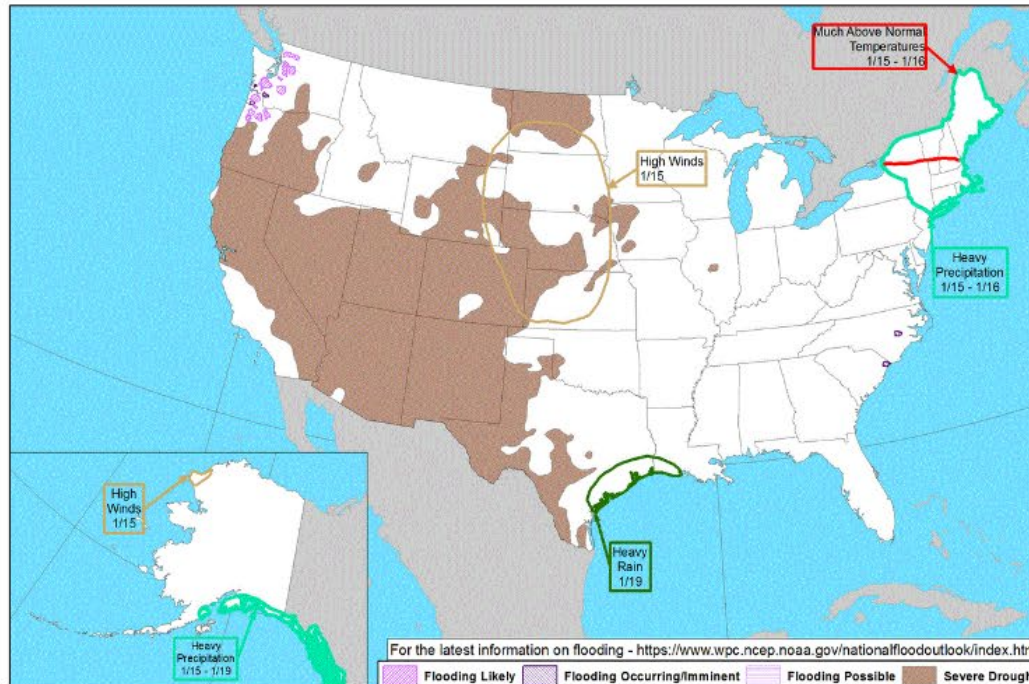 Much Above Normal
Temperatures
1/15 - 1/16
High Winds
1/15
Heavy
Precipitation
1/15 - 1/16
High
Winds
1/15
Heavy
Rain
1/19
Heavy
Precipitation
1/15 - 1/19
For the latest information on flooding - https://www.wpc.ncep.noaa.gov/nationalfloodoutlook/index.htm
Flooding Likely Flooding Occurring/Imminent Flooding Possible Severe Drough